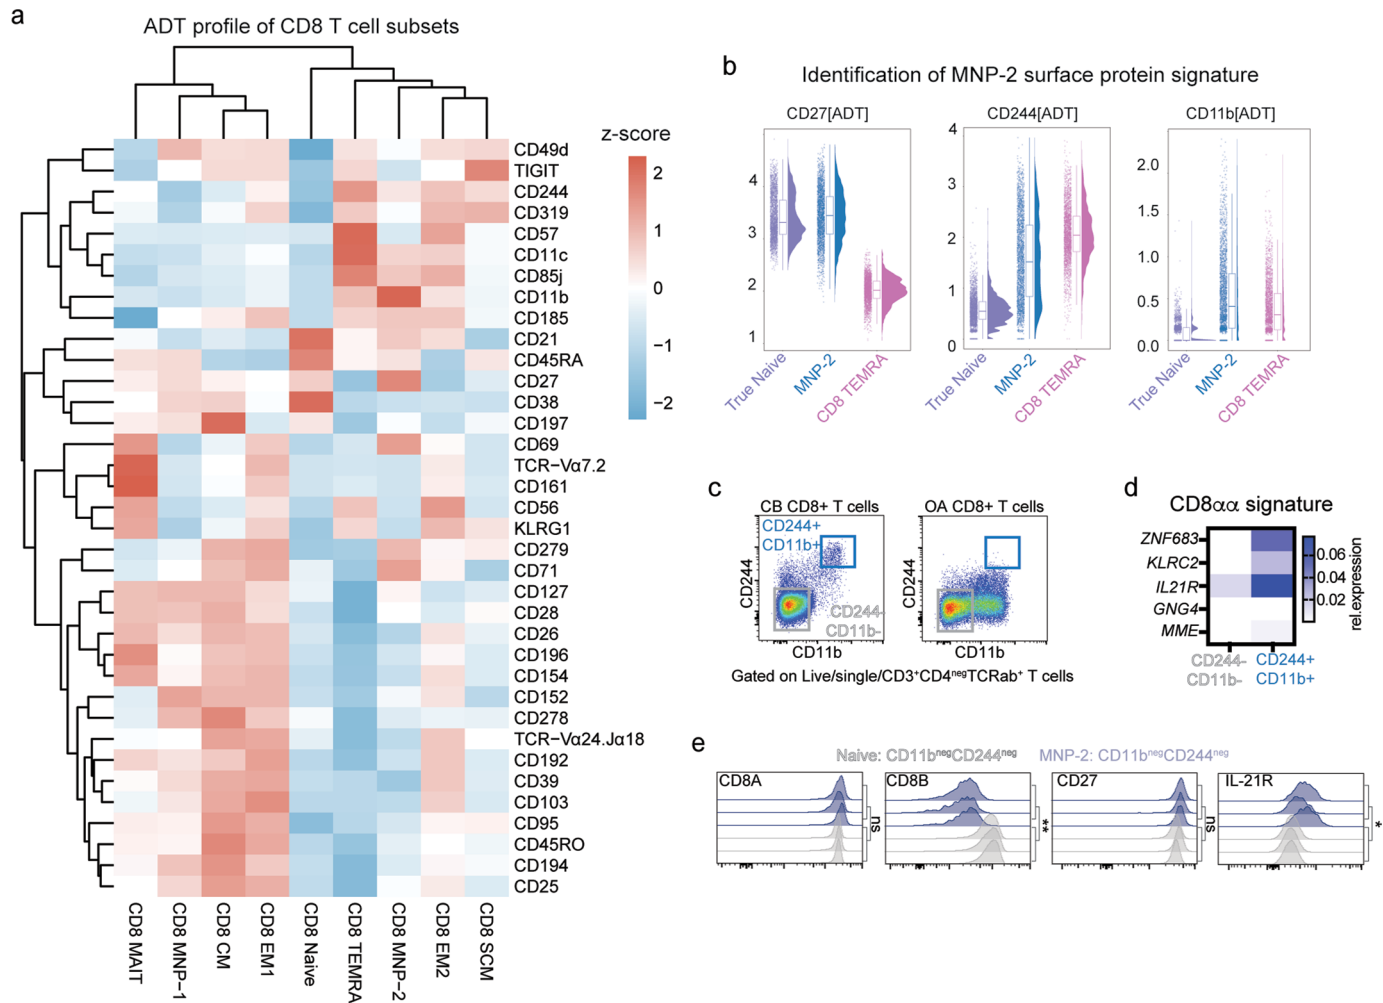 a
ADT profile of CD8 T cell subsets
z-score
2
1
0
−1
−2
CD49d
TIGIT
CD244
CD319
CD57
CD11c
CD85j
CD11b
CD185
CD21
CD45RA
CD27
CD38
CD197
CD69
TCR−Vα7.2
CD161
CD56
KLRG1
CD279
CD71
CD127
CD28
CD26
CD196
CD154
CD152
CD278
TCR−Vα24.Jα18
CD192
CD39
CD103
CD95
CD45RO
CD194
CD25
CD8 MAIT
CD8 MNP−1
CD8 CM
CD8 EM1
CD8 Naive
CD8 TEMRA
CD8 MNP−2
CD8 EM2
CD8 SCM
b
Identification of MNP-2 surface protein signature
CD27[ADT]
4
3
2
1
True Naive
MNP-2
CD8 TEMRA
CD244[ADT]
4
3
2
1
0
True Naive
MNP-2
CD8 TEMRA
CD11b[ADT]
2.0
1.5
1.0
0.5
0.0
True Naive
MNP-2
CD8 TEMRA
c
CB CD8+ T cells
CD244+
CD11b+
CD244-
CD11b-
CD244
CD11b
OA CD8+ T cells
CD244
CD11b
Gated on Live/single/CD3⁺CD4ⁿᵉᵍTCRab⁺ T cells
d
CD8αα signature
ZNF683
KLRC2
IL21R
GNG4
MME
0.06
0.04
0.02
rel.expression
CD244-
CD11b-
CD244+
CD11b+
e
Naive: CD11bⁿᵉᵍCD244ⁿᵉᵍ
MNP-2: CD11bⁿᵉᵍCD244ⁿᵉᵍ
CD8A
ns
CD8B
**
CD27
ns
IL-21R
*